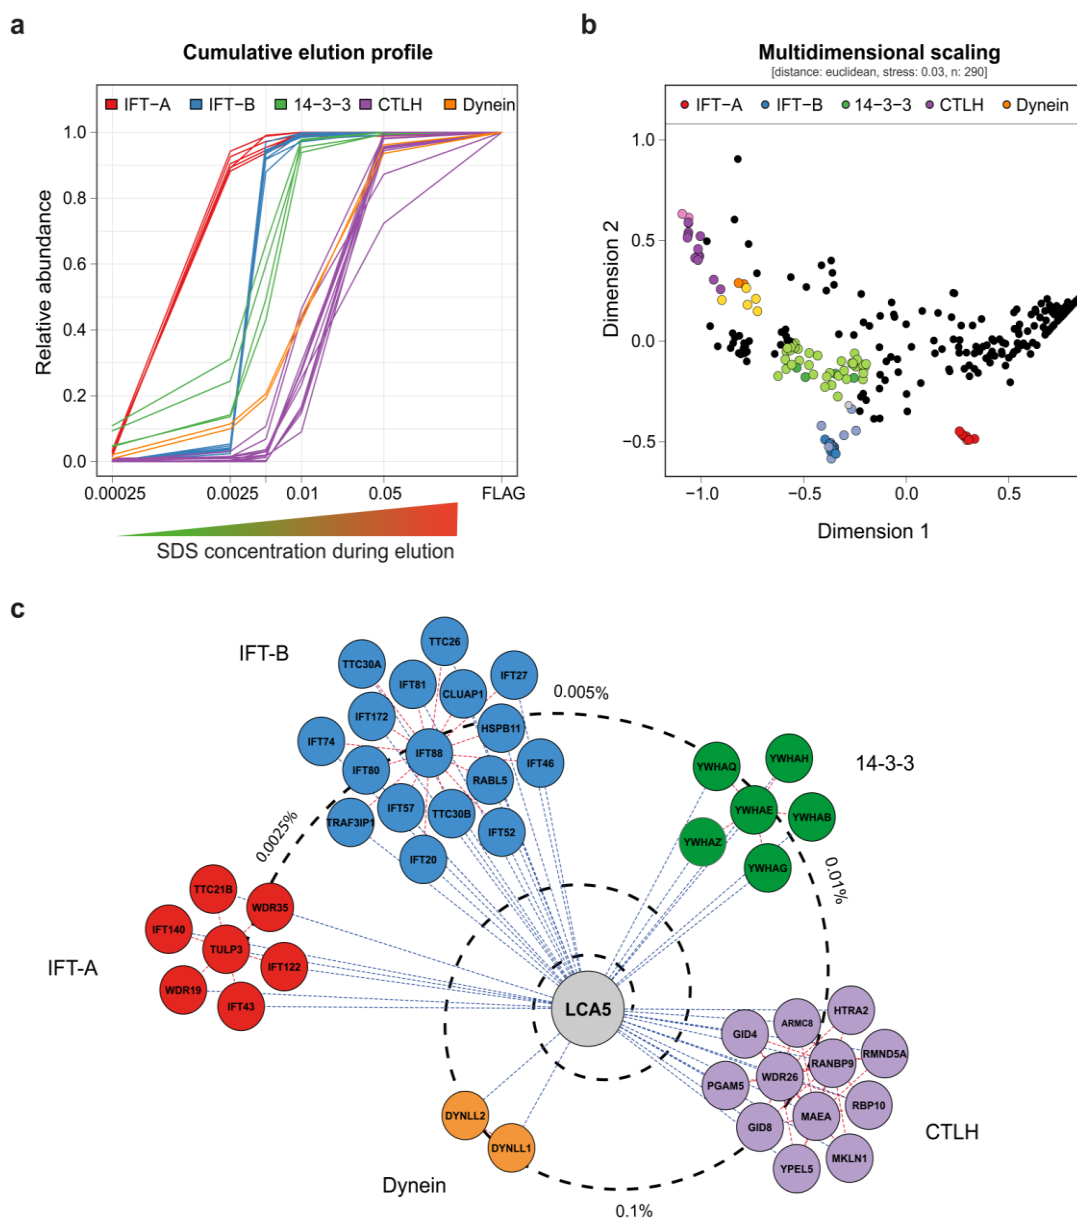 a
Cumulative elution profile
IFT−A IFT−B 14−3−3 CTLH Dynein
Relative abundance
1.0
0.8
0.6
0.4
0.2
0.0
0.00025 0.0025 0.01 0.05 FLAG
SDS concentration during elution
b
Multidimensional scaling
[distance: euclidean, stress: 0.03, n: 290]
IFT−A IFT−B 14−3−3 CTLH Dynein
Dimension 2
1.0
0.5
0.0
−0.5
−1.0 −0.5 0.0 0.5
Dimension 1
c
IFT-B
TTC26
TTC30A
IFT81
CLUAP1
IFT27
IFT172
HSPB11
IFT74
IFT88
IFT46
IFT80
RABL5
IFT57
TTC30B
TRAF3IP1
IFT52
IFT20
0.005%
14-3-3
YWHAQ
YWHAH
YWHAE
YWHAB
YWHAZ
YWHAG
0.0025%
0.01%
IFT-A
TTC21B
WDR35
IFT140
TULP3
IFT122
WDR19
IFT43
LCA5
CTLH
HTRA2
ARMC8
GID4
RANBP9
RMND5A
WDR26
PGAM5
RBP10
MAEA
GID8
MKLN1
YPEL5
Dynein
DYNLL2
DYNLL1
0.1%